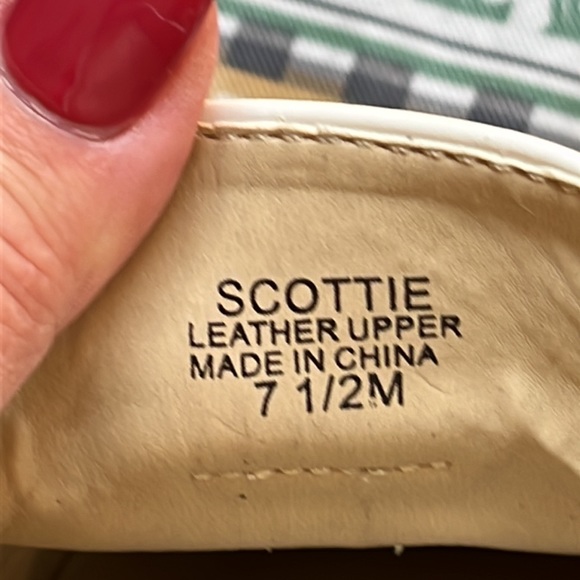 SCOTTIE
LEATHER UPPER
MADE IN CHINA
7 1/2M